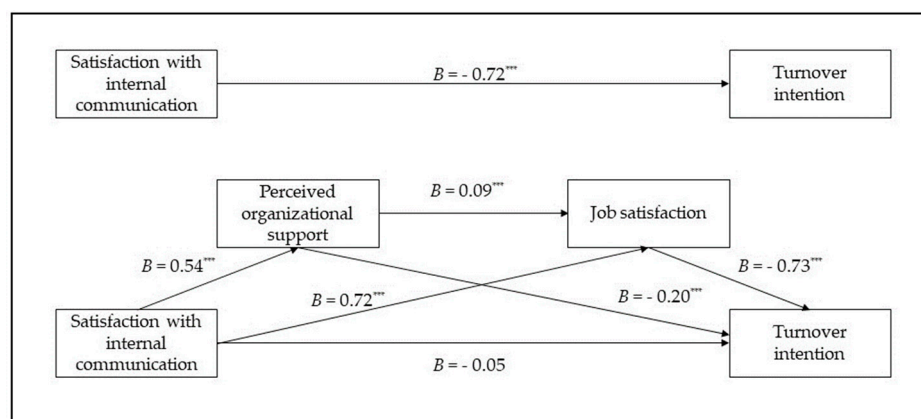 Satisfaction with
internal
communication
B = - 0.72***
Turnover
intention
Perceived
organizational
support
B = 0.09***
Job satisfaction
B = 0.54***
B = 0.72***
B = - 0.20***
B = - 0.73***
Satisfaction with
internal
communication
B = - 0.05
Turnover
intention